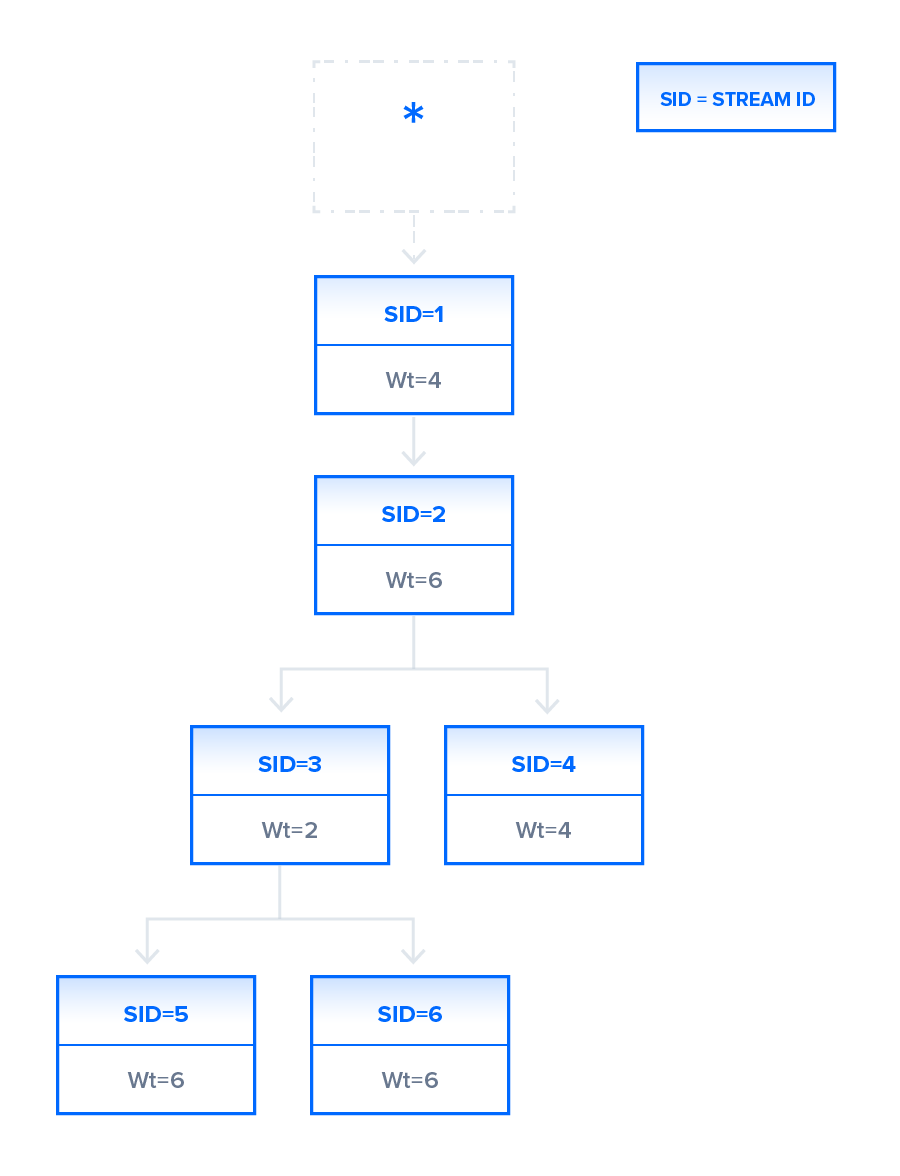 *
SID = STREAM ID
SID=1
Wt=4
SID=2
Wt=6
SID=3
Wt=2
SID=4
Wt=4
SID=5
Wt=6
SID=6
Wt=6